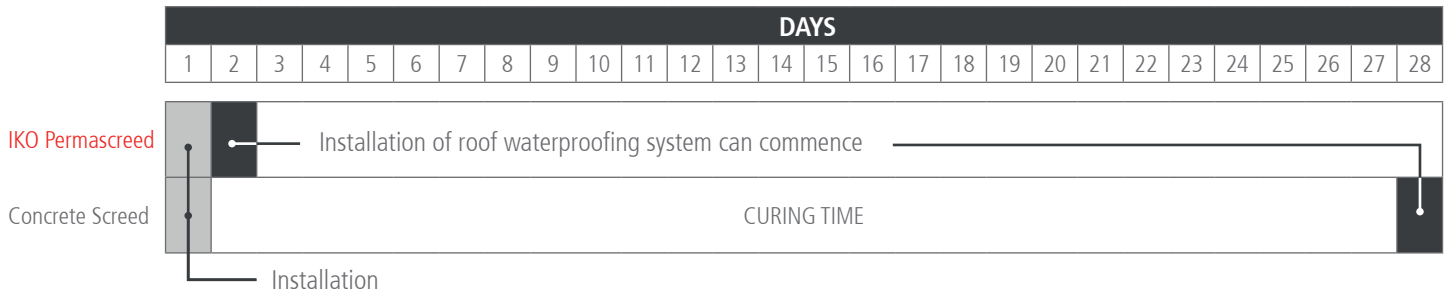 DAYS
1 2 3 4 5 6 7 8 9 10 11 12 13 14 15 16 17 18 19 20 21 22 23 24 25 26 27 28
IKO Permascreed
Installation of roof waterproofing system can commence
Concrete Screed
CURING TIME
Installation